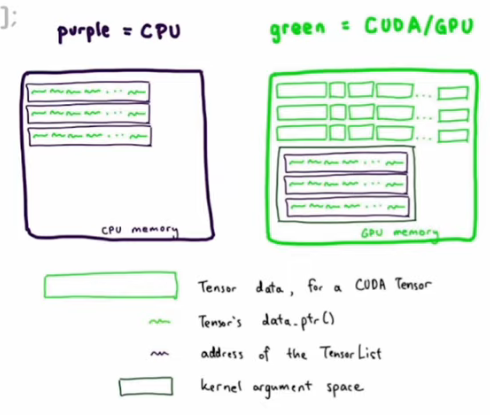 ];
purple = CPU
green = CUDA/GPU
CPU memory
GPU memory
Tensor data, for a CUDA Tensor
Tensor's data_ptr()
address of the TensorList
kernel argument space